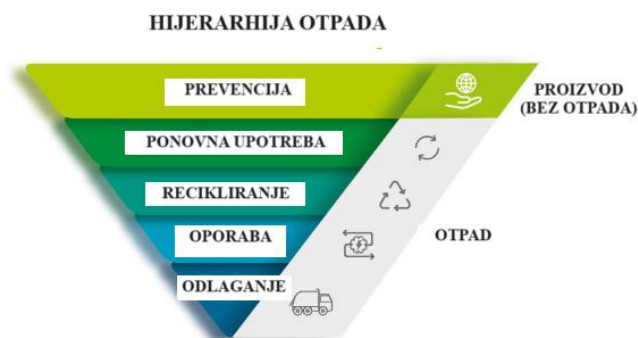 HIJERARHIJA OTPADA
PREVENCIJA
PROIZVOD
(BEZ OTPADA)
PONOVNA UPOTREBA
RECIKLIRANJE
OPORABA
OTPAD
ODLAGANJE